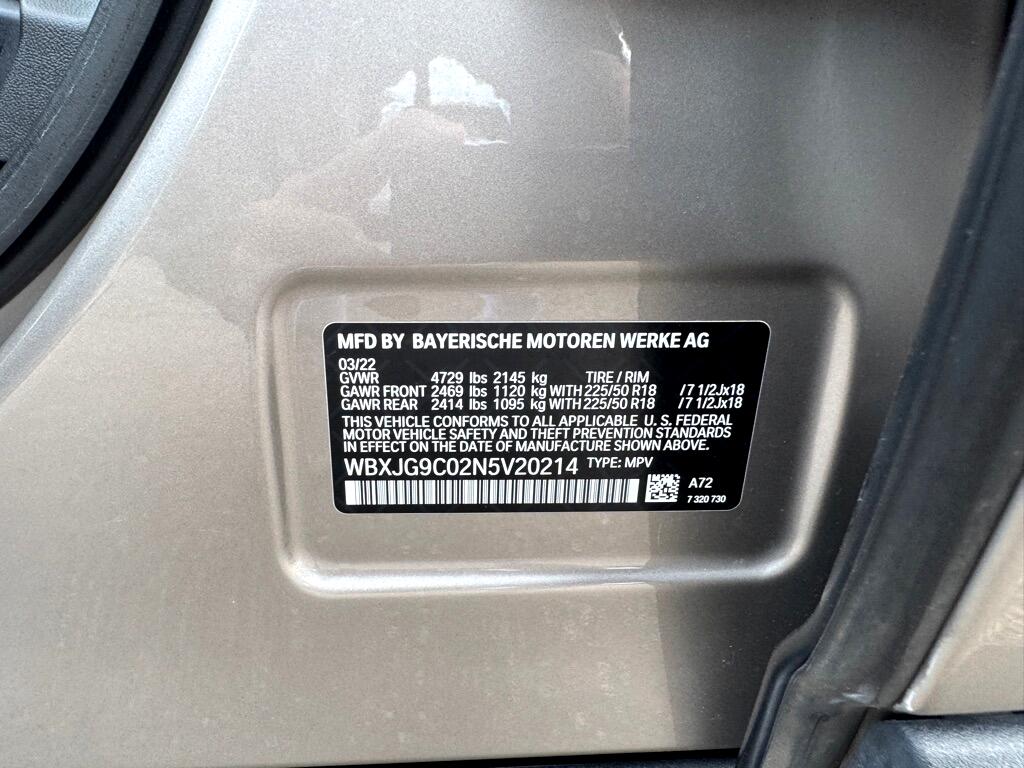 MFD BY BAYERISCHE MOTOREN WERKE AG
03/22
GVWR 4729 lbs 2145 kg TIRE / RIM
GAWR FRONT 2469 lbs 1120 kg WITH 225/50 R18 /7 1/2Jx18
GAWR REAR 2414 lbs 1095 kg WITH 225/50 R18 /7 1/2Jx18
THIS VEHICLE CONFORMS TO ALL APPLICABLE U. S. FEDERAL
MOTOR VEHICLE SAFETY AND THEFT PREVENTION STANDARDS
IN EFFECT ON THE DATE OF MANUFACTURE SHOWN ABOVE.
WBXJG9C02N5V20214 TYPE: MPV
A72
7 320 730